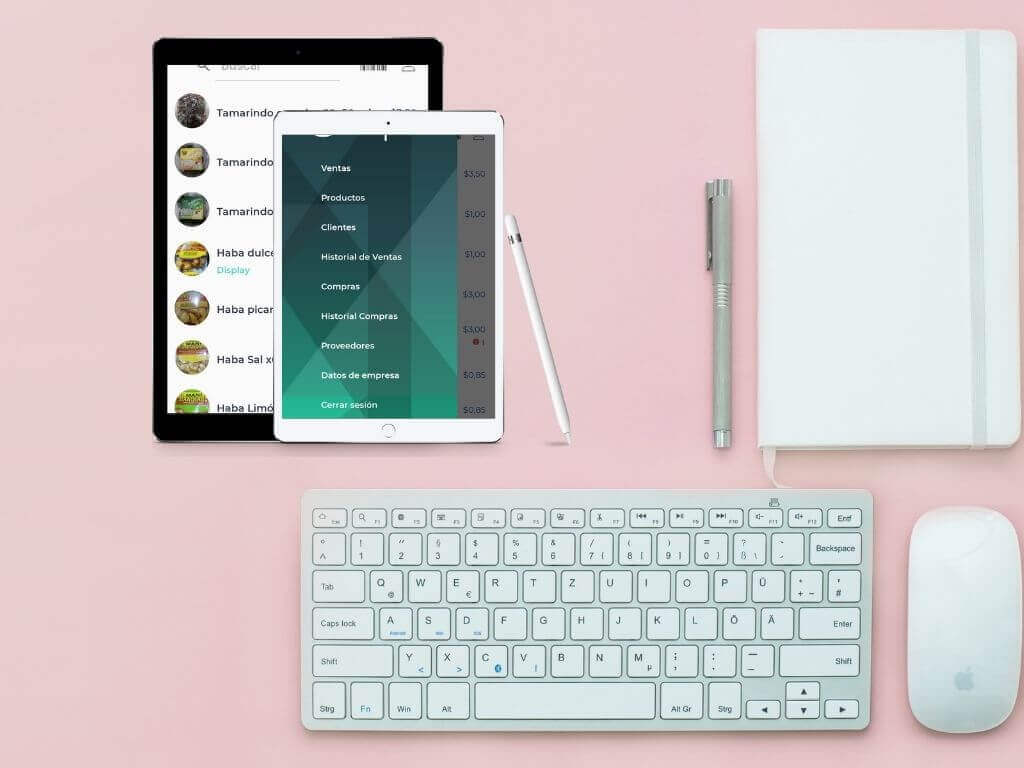 Tamarindo
Tamarindo
Tamarindo
Haba dulce
Display
Haba picar
Haba Sal
Haba Limó
Ventas
Productos
Clientes
Historial de Ventas
Compras
Historial Compras
Proveedores
Datos de empresa
Cerrar sesión
$3,50
$1,00
$1,00
$3,00
$3,00
1
$0,85
$0,85
Esc F1 F2 F3 F4 F5 F6 F7 F9 F10 F11 F12 Entf
° ! " § $ % & / ( ) = ?
^ 1 2 3 4 5 6 7 { 8 [ 9 ] 0 } ß \
Backspace
Tab Q @ W E € R T Z U I O P Ü * + ~ ' #
Caps lock A S D F G H J K L Ö Ä Enter
Shift Y X C V B N M µ ; , : . _ - Shift
Strg Fn Win Alt Alt Gr Strg